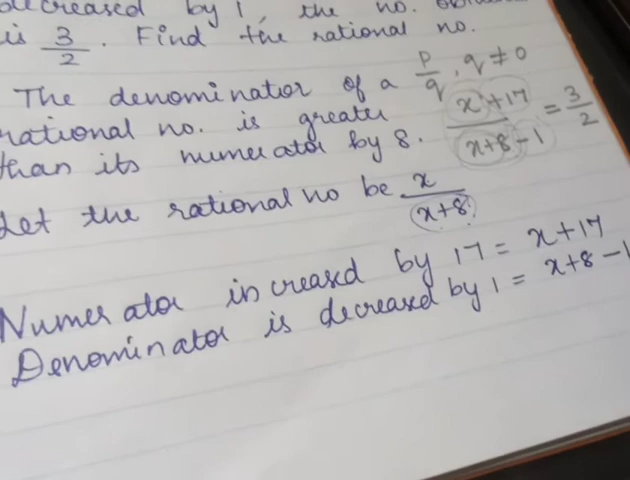 decreased by 1, the no.
is 3/2. Find the rational no.
The denominator of a p/q, q ≠ 0
rational no. is greater
than its numerator by 8. x+17/x+8-1 = 3/2
Let the rational no be x/x+8
Numerator increased by 17 = x+17
Denominator is decreased by 1 = x+8-1